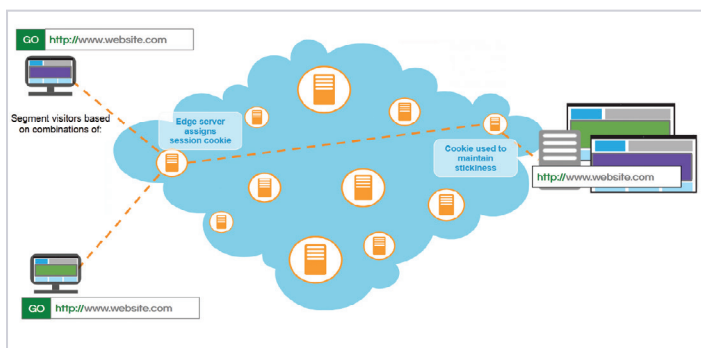 GO http://www.website.com
Segment visitors based
on combinations of:
Edge server
assigns
session cookie
Cookie used to
maintain
stickiness
http://www.website.com
GO http://www.website.com